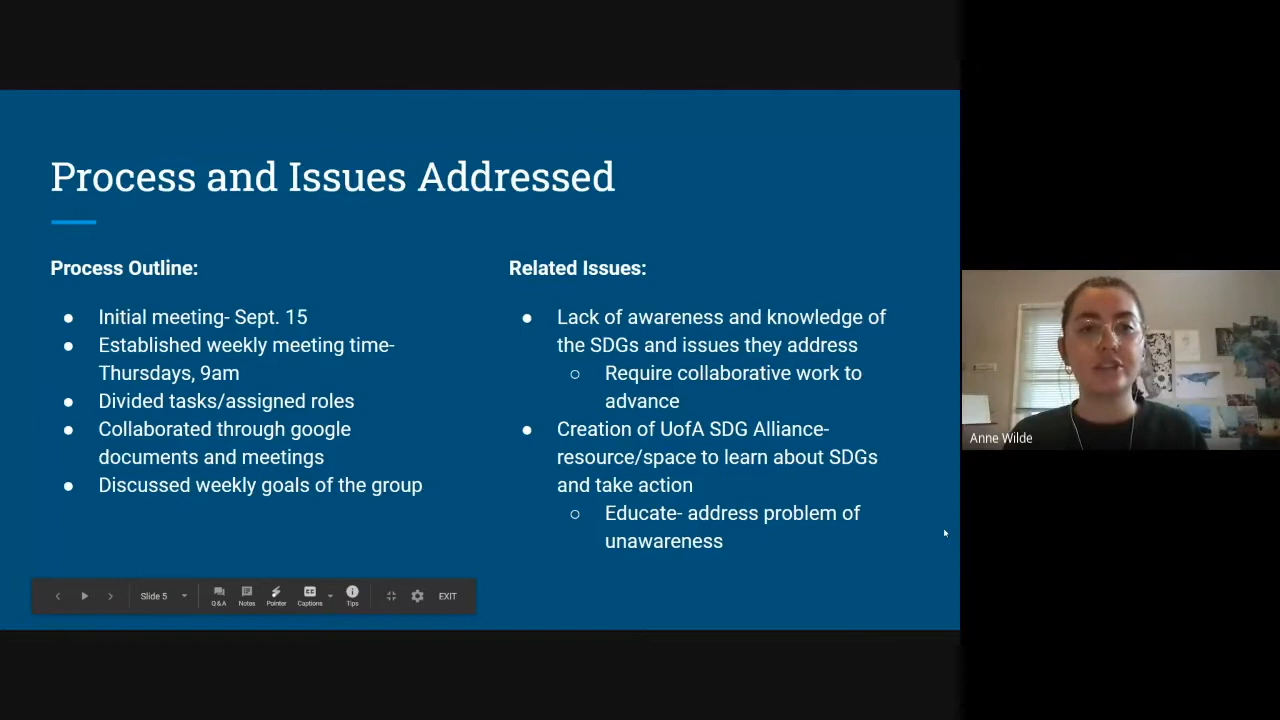 Process and Issues Addressed
Process Outline:
● Initial meeting- Sept. 15
● Established weekly meeting time-
Thursdays, 9am
● Divided tasks/assigned roles
● Collaborated through google
documents and meetings
● Discussed weekly goals of the group
Related Issues:
● Lack of awareness and knowledge of
the SDGs and issues they address
○ Require collaborative work to
advance
● Creation of UofA SDG Alliance-
resource/space to learn about SDGs
and take action
○ Educate- address problem of
unawareness
Slide 5
Q&A
Notes
Pointer
Captions
Tips
EXIT
Anne Wilde